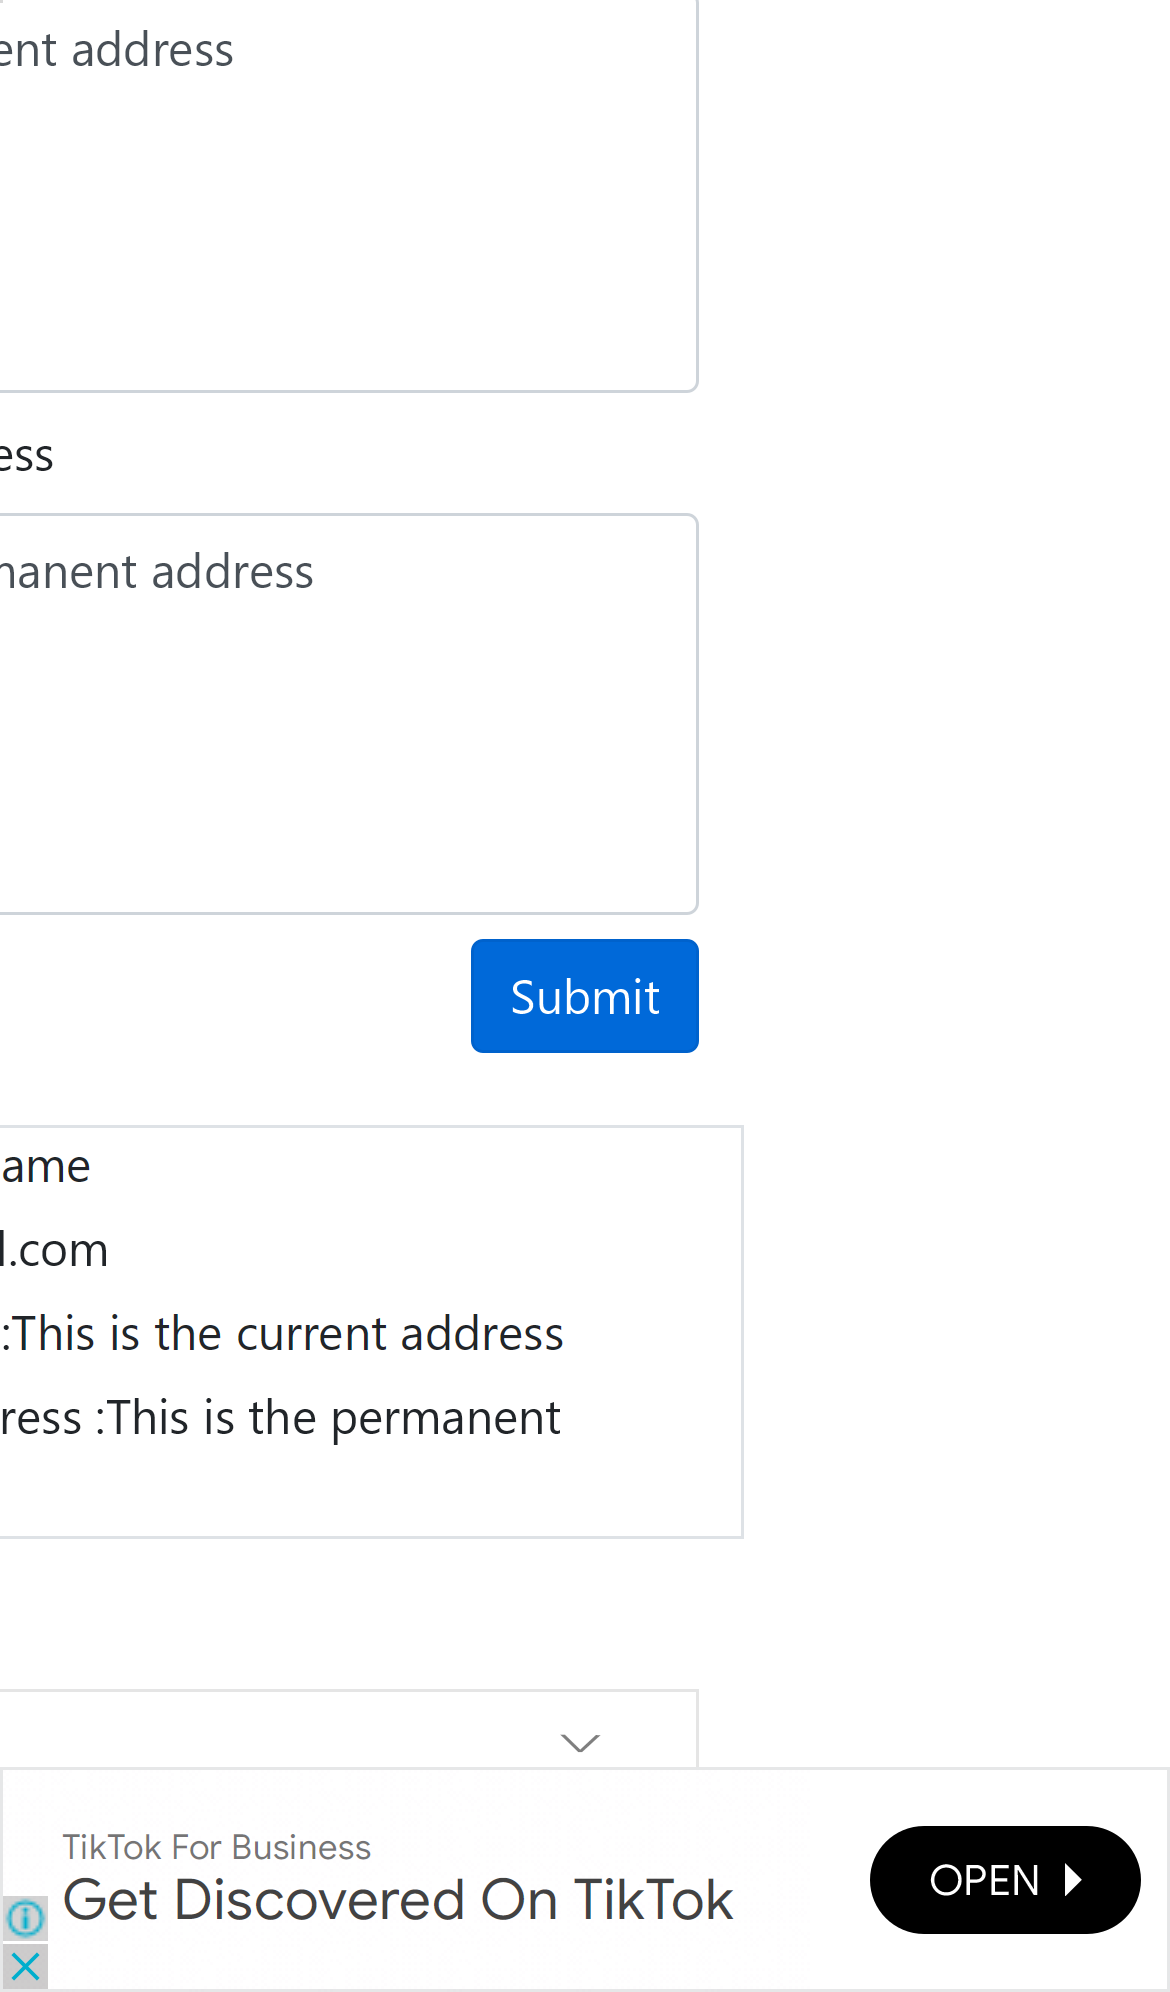 ent address
ess
manent address
Submit
ame
l.com
:This is the current address
ress :This is the permanent
TikTok For Business
Get Discovered On TikTok
OPEN